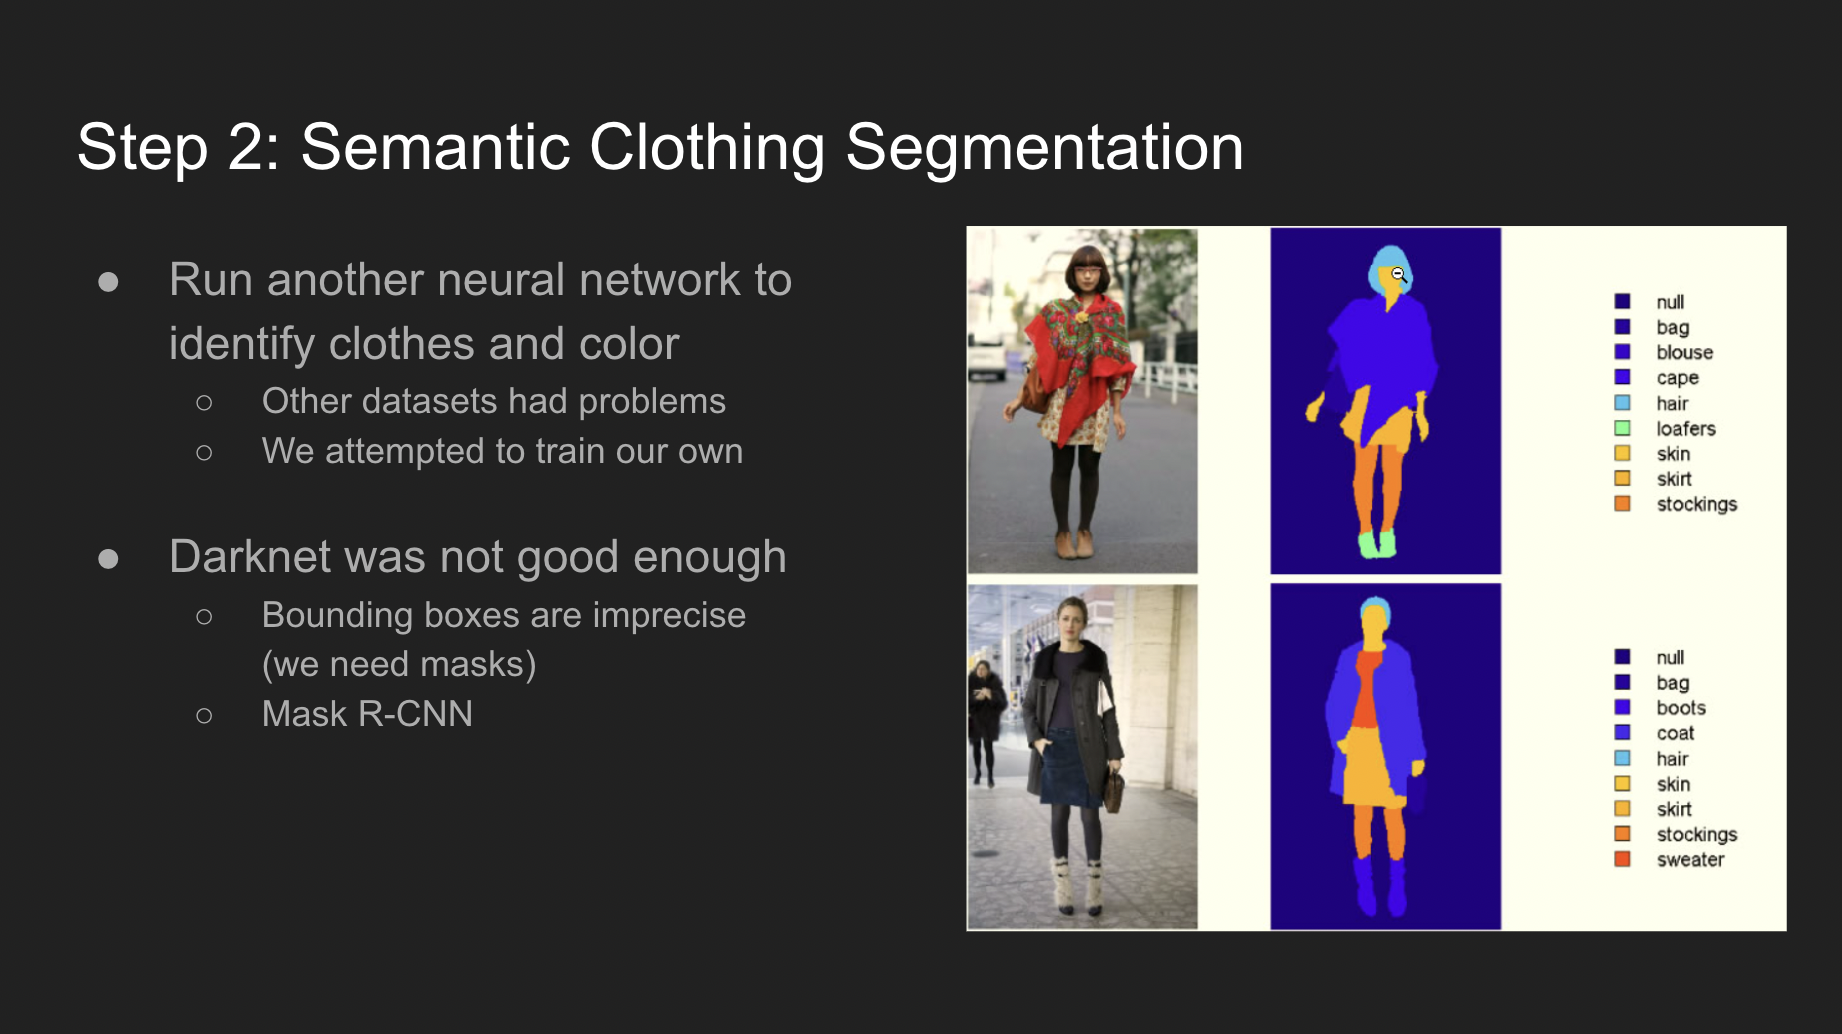 Step 2: Semantic Clothing Segmentation
● Run another neural network to
identify clothes and color
○ Other datasets had problems
○ We attempted to train our own
● Darknet was not good enough
○ Bounding boxes are imprecise
(we need masks)
○ Mask R-CNN
null
bag
blouse
cape
hair
loafers
skin
skirt
stockings
null
bag
boots
coat
hair
skin
skirt
stockings
sweater